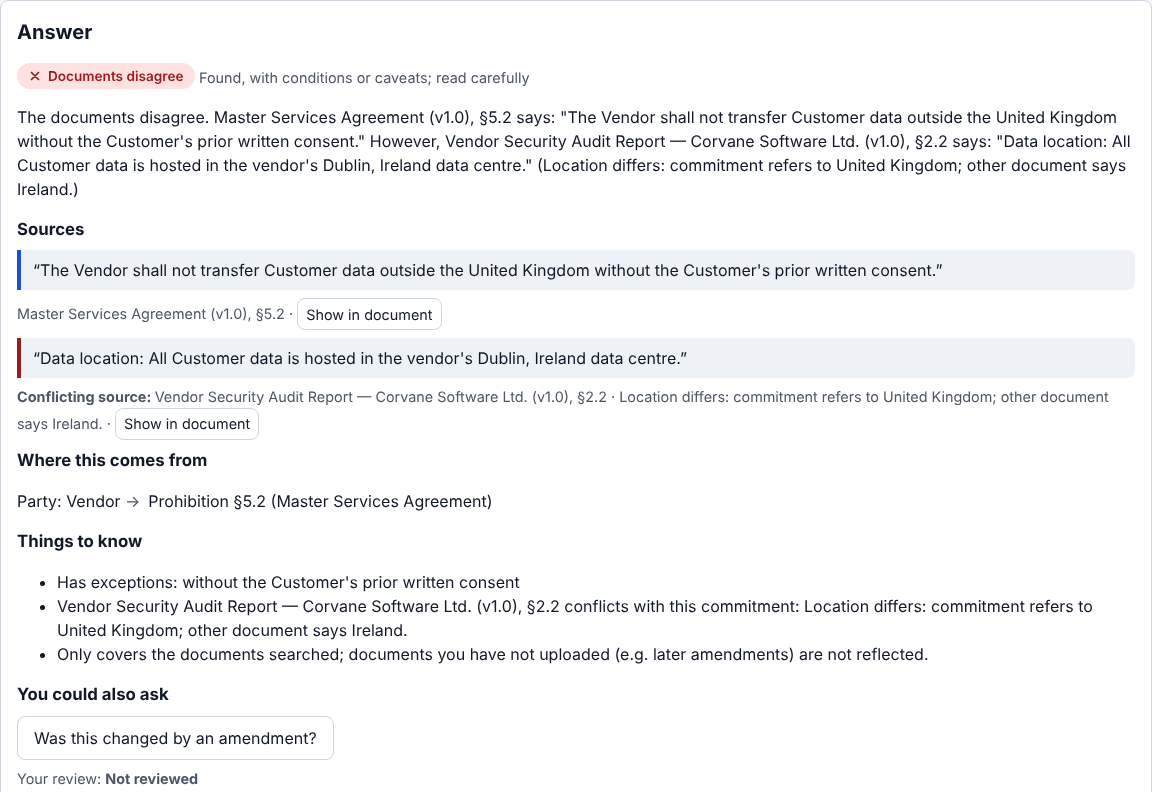 Answer
✕ Documents disagree Found, with conditions or caveats; read carefully
The documents disagree. Master Services Agreement (v1.0), §5.2 says: "The Vendor shall not transfer Customer data outside the United Kingdom
without the Customer's prior written consent." However, Vendor Security Audit Report — Corvane Software Ltd. (v1.0), §2.2 says: "Data location: All
Customer data is hosted in the vendor's Dublin, Ireland data centre." (Location differs: commitment refers to United Kingdom; other document says
Ireland.)
Sources
“The Vendor shall not transfer Customer data outside the United Kingdom without the Customer's prior written consent.”
Master Services Agreement (v1.0), §5.2 · Show in document
“Data location: All Customer data is hosted in the vendor's Dublin, Ireland data centre.”
Conflicting source: Vendor Security Audit Report — Corvane Software Ltd. (v1.0), §2.2 · Location differs: commitment refers to United Kingdom; other document
says Ireland. · Show in document
Where this comes from
Party: Vendor → Prohibition §5.2 (Master Services Agreement)
Things to know
• Has exceptions: without the Customer's prior written consent
• Vendor Security Audit Report — Corvane Software Ltd. (v1.0), §2.2 conflicts with this commitment: Location differs: commitment refers to
United Kingdom; other document says Ireland.
• Only covers the documents searched; documents you have not uploaded (e.g. later amendments) are not reflected.
You could also ask
Was this changed by an amendment?
Your review: Not reviewed